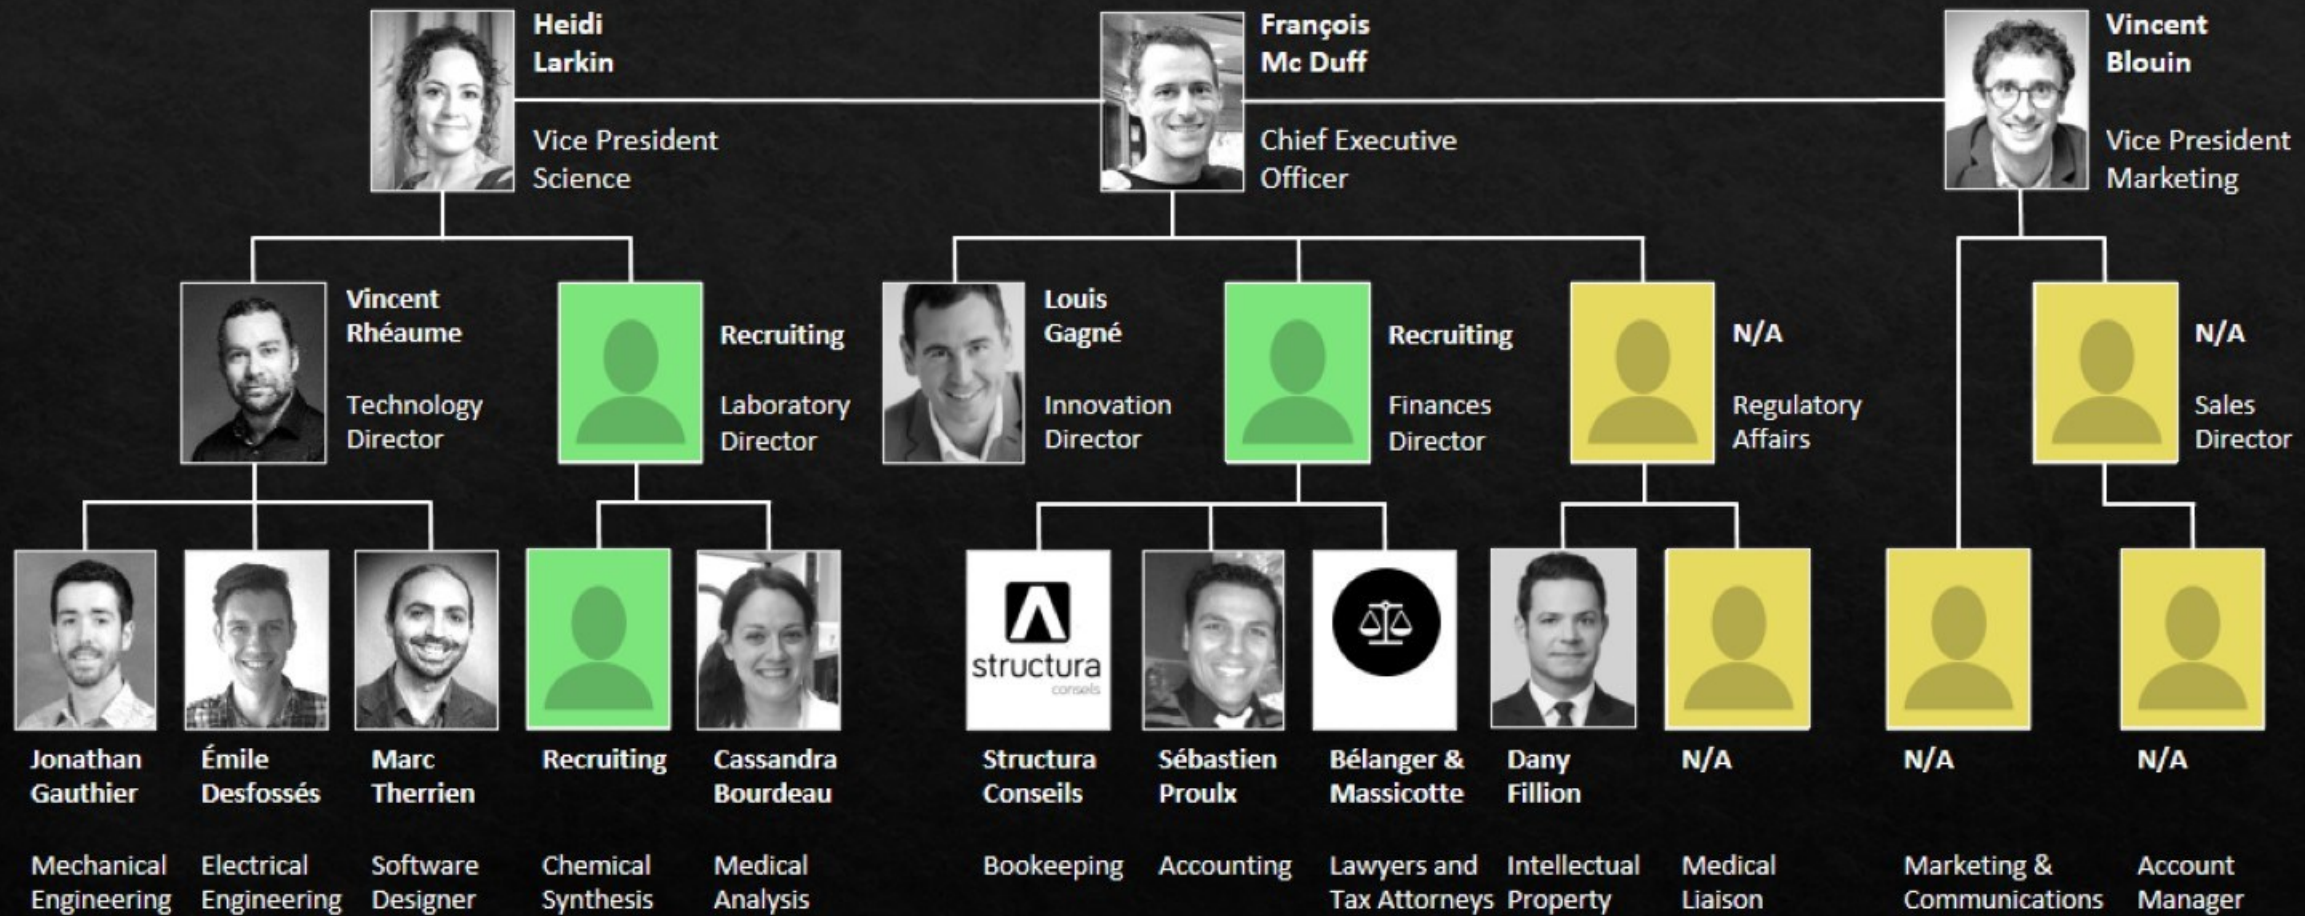 Heidi
Larkin
Vice President
Science
François
Mc Duff
Chief Executive
Officer
Vincent
Blouin
Vice President
Marketing
Vincent
Rhéaume
Technology
Director
Recruiting
Laboratory
Director
Louis
Gagné
Innovation
Director
Recruiting
Finances
Director
N/A
Regulatory
Affairs
N/A
Sales
Director
Jonathan
Gauthier
Mechanical
Engineering
Émile
Desfossés
Electrical
Engineering
Marc
Therrien
Software
Designer
Recruiting
Chemical
Synthesis
Cassandra
Bourdeau
Medical
Analysis
structura
conseils
Structura
Conseils
Bookeeping
Sébastien
Proulx
Accounting
Bélanger &
Massicotte
Lawyers and
Tax Attorneys
Dany
Fillion
Intellectual
Property
N/A
Medical
Liaison
N/A
Marketing &
Communications
N/A
Account
Manager